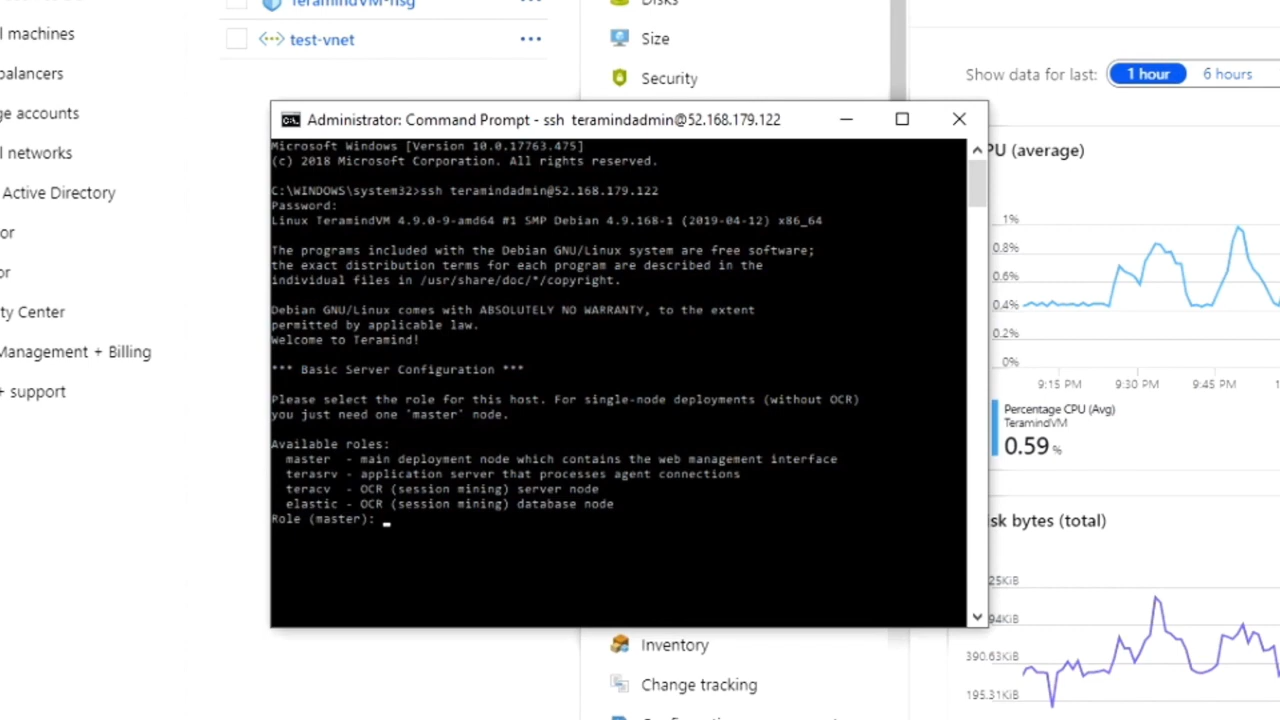 TeramindVM-nsg
test-vnet
l machines
balancers
ge accounts
l networks
Active Directory
or
or
ty Center
Management + Billing
+ support
Disks
Size
Security
Show data for last:
1 hour
6 hours
Administrator: Command Prompt - ssh teramindadmin@52.168.179.122
Microsoft Windows [Version 10.0.17763.475]
(c) 2018 Microsoft Corporation. All rights reserved.
C:\WINDOWS\system32>ssh teramindadmin@52.168.179.122
Password:
Linux TeramindVM 4.9.0-9-amd64 #1 SMP Debian 4.9.168-1 (2019-04-12) x86_64
The programs included with the Debian GNU/Linux system are free software;
the exact distribution terms for each program are described in the
individual files in /usr/share/doc/*/copyright.
Debian GNU/Linux comes with ABSOLUTELY NO WARRANTY, to the extent
permitted by applicable law.
Welcome to Teramind!
*** Basic Server Configuration ***
Please select the role for this host. For single-node deployments (without OCR)
you just need one 'master' node.
Available roles:
master - main deployment node which contains the web management interface
terasrv - application server that processes agent connections
teracv - OCR (session mining) server node
elastic - OCR (session mining) database node
Role (master):
PU (average)
1%
0.8%
0.6%
0.4%
0.2%
0%
9:15 PM
9:30 PM
9:45 PM
Percentage CPU (Avg)
TeramindVM
0.59 %
sk bytes (total)
25KiB
94KiB
390.63KiB
195.31KiB
Inventory
Change tracking